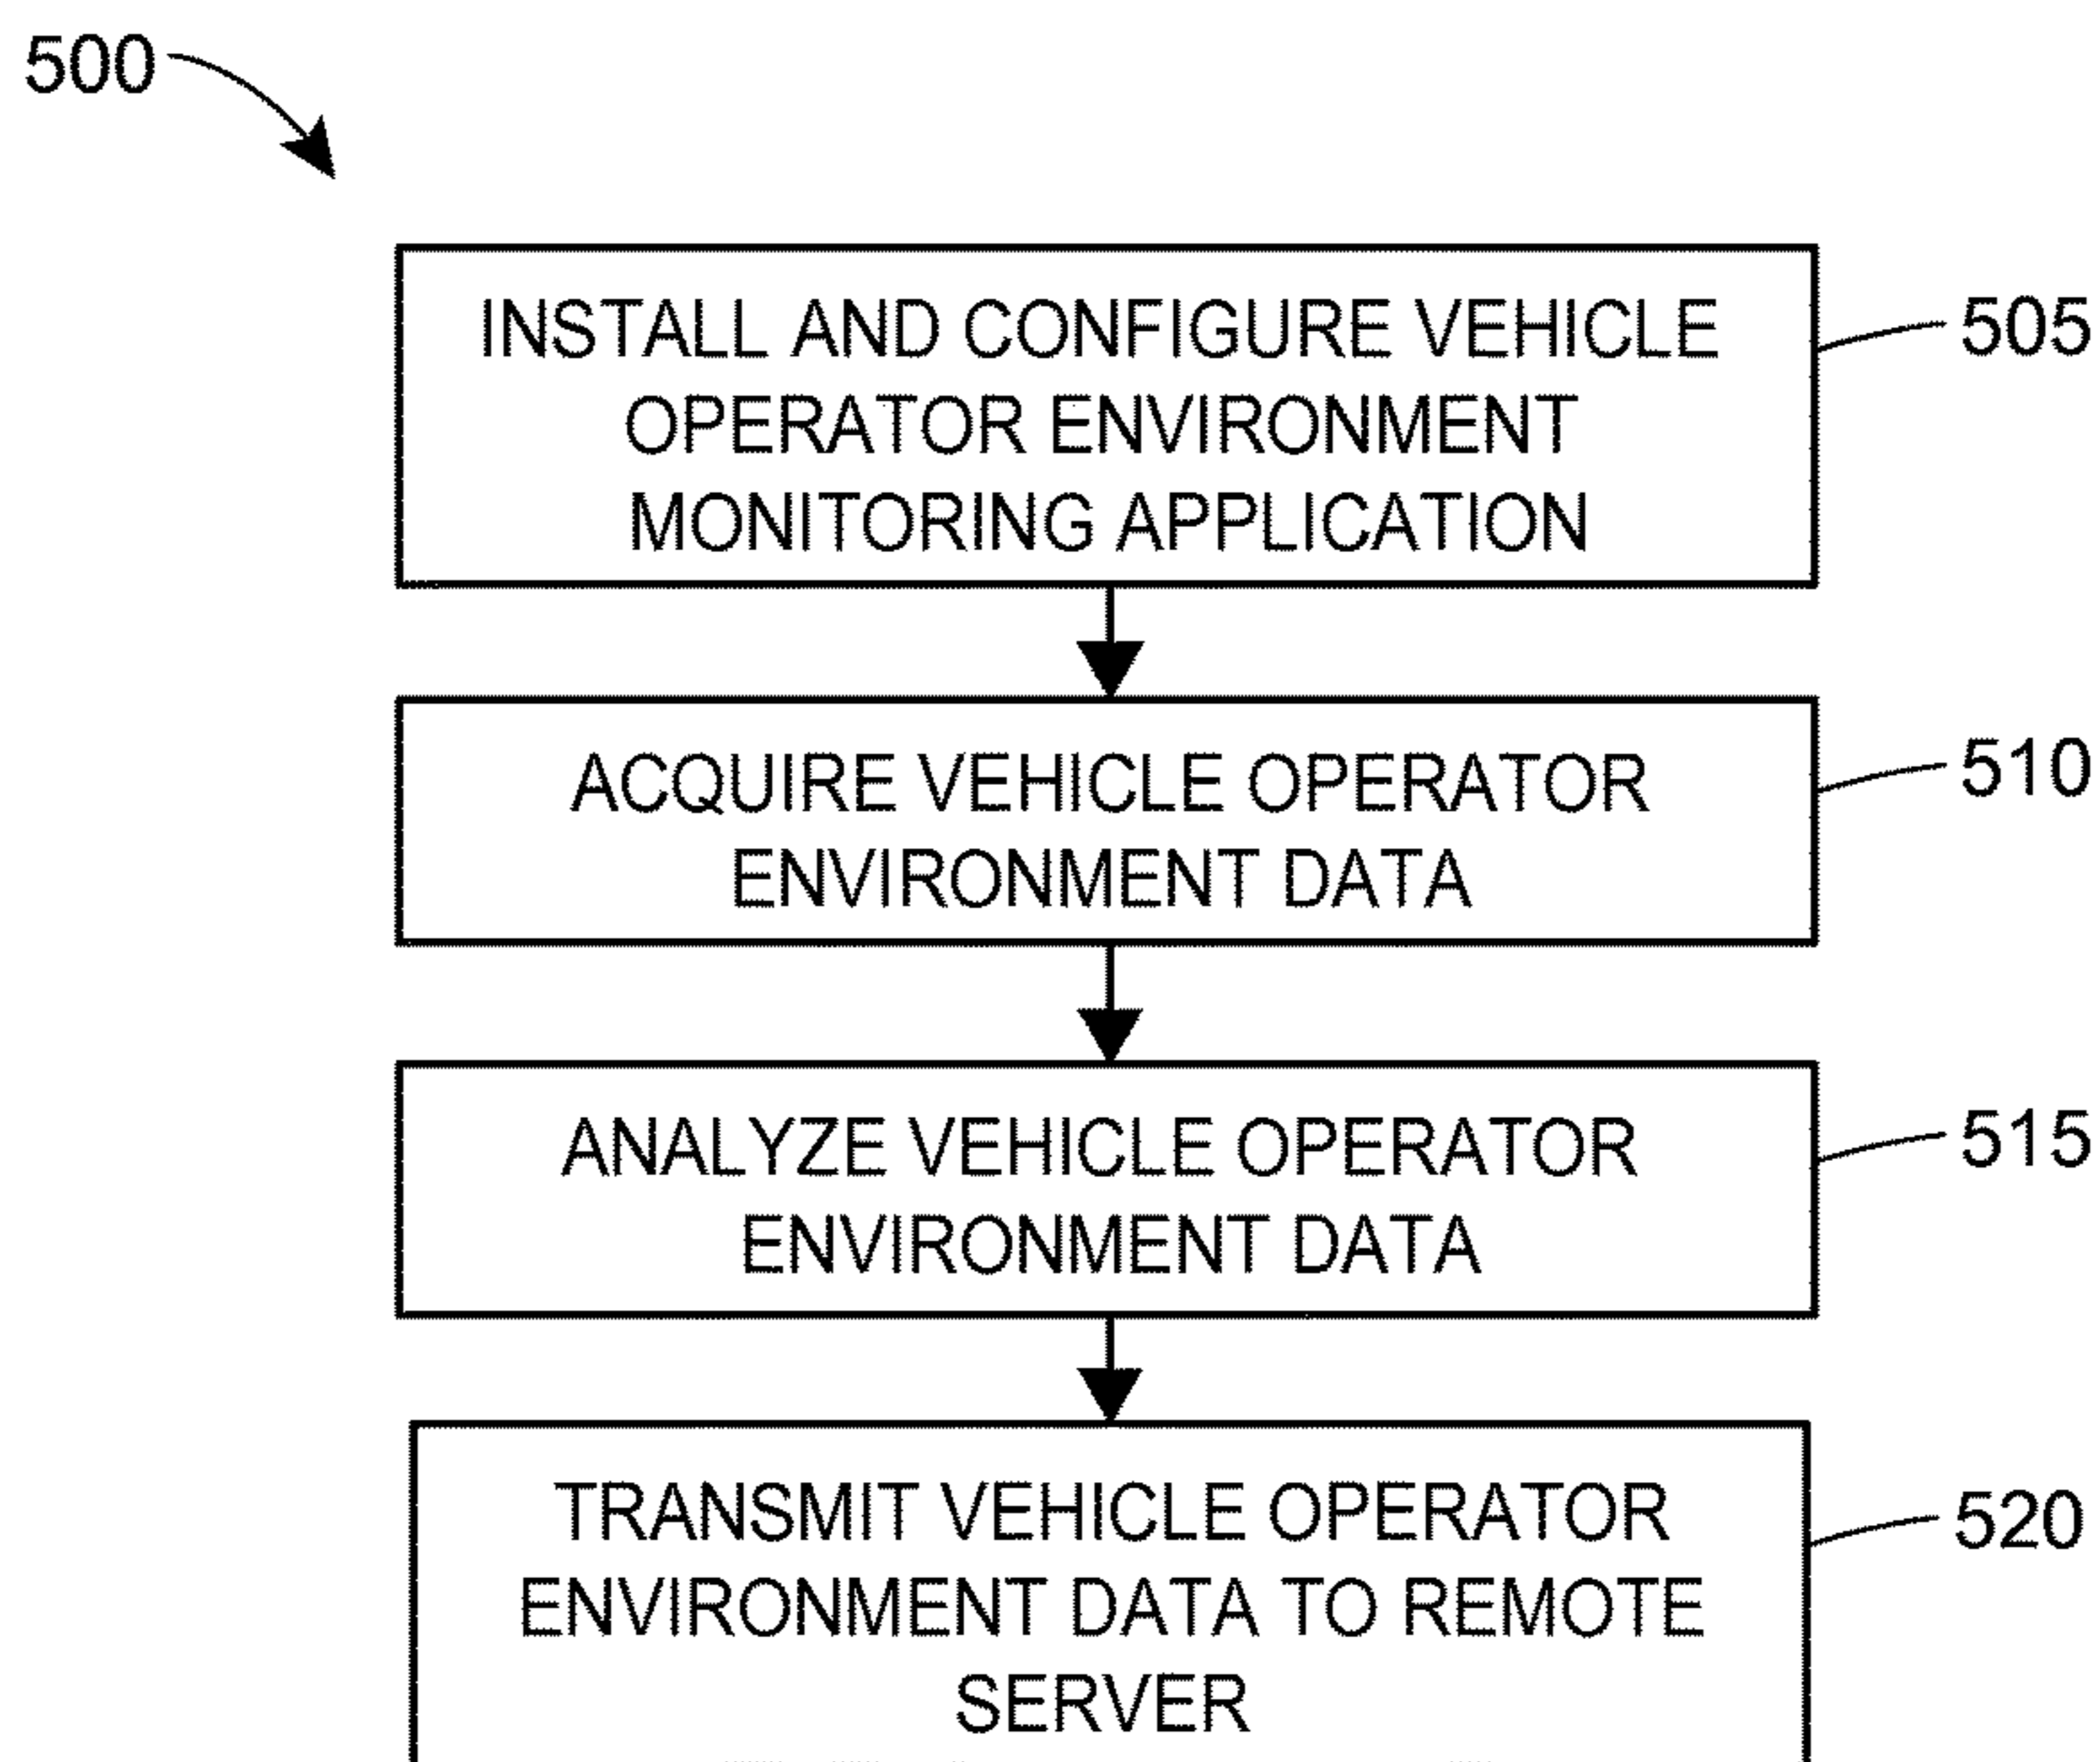 500
INSTALL AND CONFIGURE VEHICLE
OPERATOR ENVIRONMENT
MONITORING APPLICATION
505
ACQUIRE VEHICLE OPERATOR
ENVIRONMENT DATA
510
ANALYZE VEHICLE OPERATOR
ENVIRONMENT DATA
515
TRANSMIT VEHICLE OPERATOR
ENVIRONMENT DATA TO REMOTE
SERVER
520